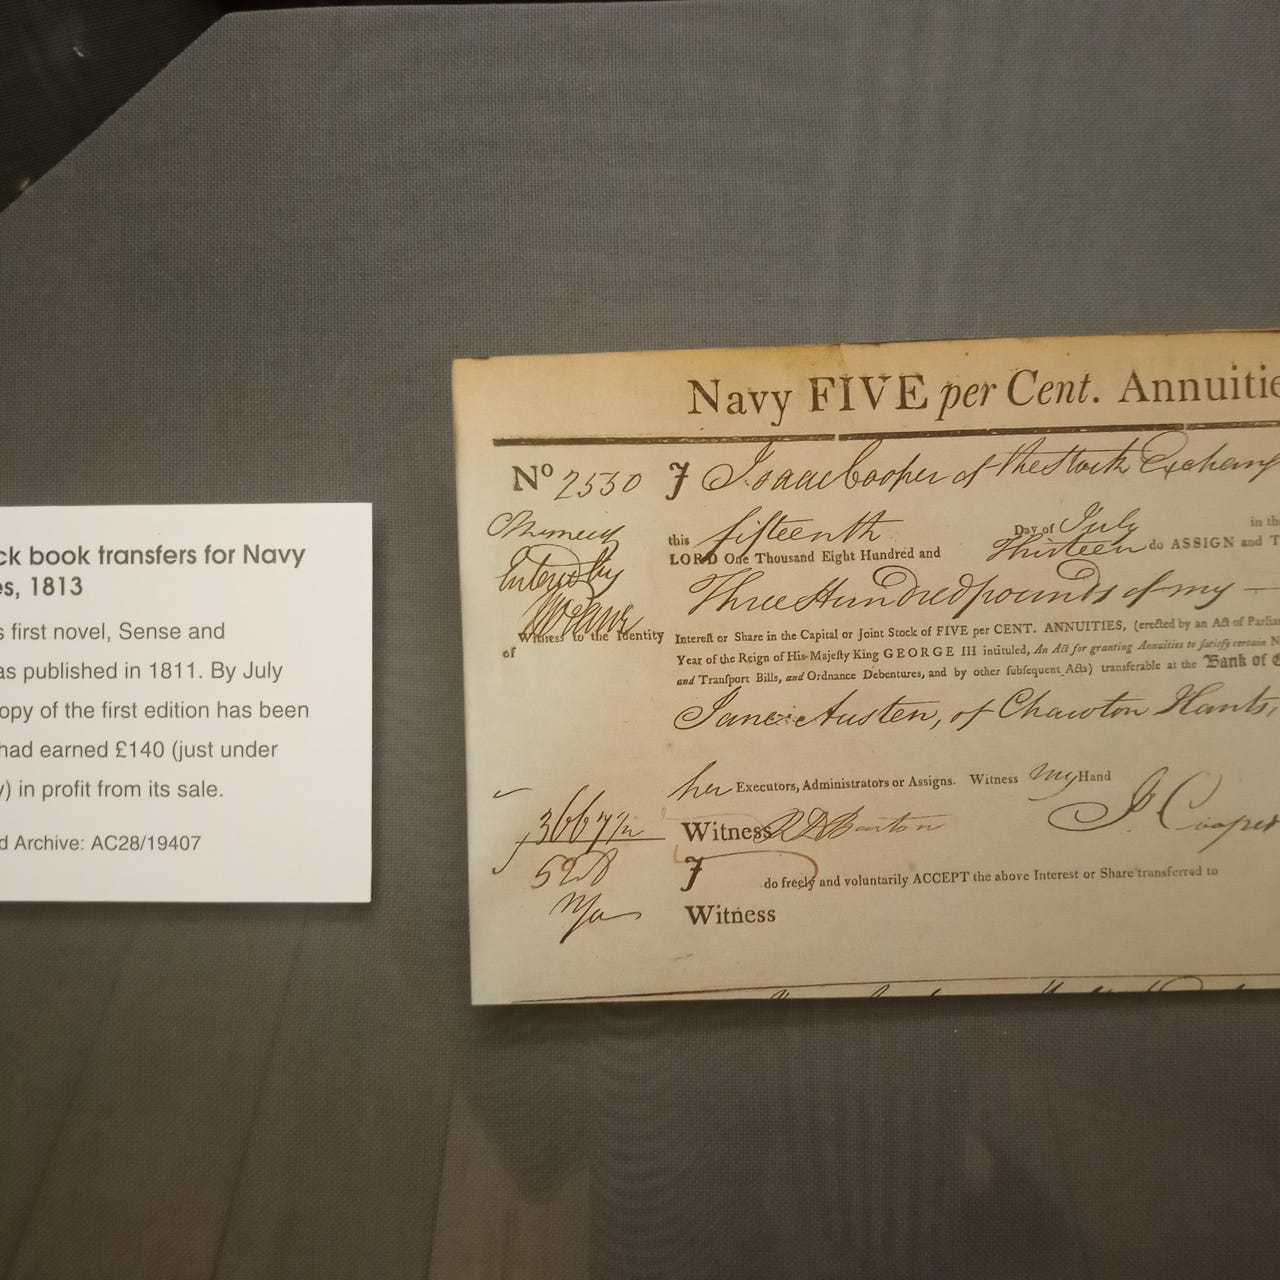 ck book transfers for Navy
es, 1813
s first novel, Sense and
as published in 1811. By July
opy of the first edition has been
had earned £140 (just under
y) in profit from its sale.
d Archive: AC28/19407
Navy FIVE per Cent. Annuitie
No 2550 I Isaac Cooper of the Stock Exchang
this fifteenth Day of July in the
LORD One Thousand Eight Hundred and Thirteen do ASSIGN and T
Three Hundred pounds of my
Witness to the Identity
of
Interest or Share in the Capital or Joint Stock of FIVE per CENT. ANNUITIES, (erected by an Act of Parlia
Year of the Reign of His Majesty King GEORGE III intituled, An Act for granting Annuities to satisfy certain N
and Transport Bills, and Ordnance Debentures, and by other subsequent Acts) transferable at the Bank of E
Jane Austen, of Chawton Hants,
her Executors, Administrators or Assigns. Witness my Hand
3667½ Witness Barton J Cooper
528 I do freely and voluntarily ACCEPT the above Interest or Share transferred to
Witness